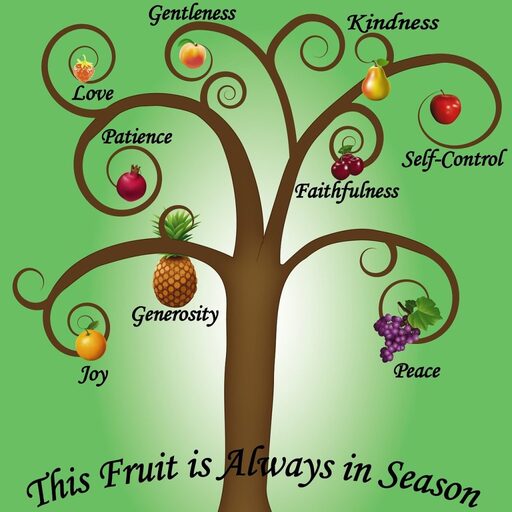 Gentleness
Kindness
Love
Patience
Self-Control
Faithfulness
Generosity
Joy
Peace
This Fruit is Always in Season